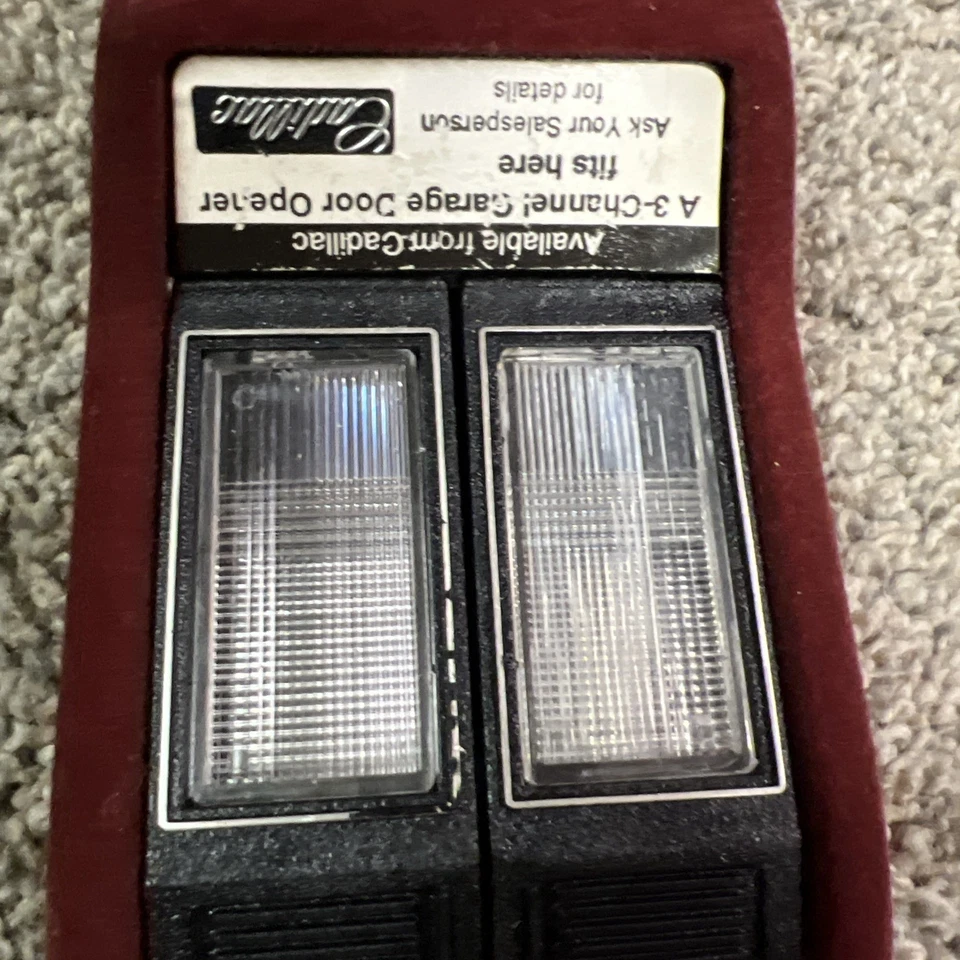 Available from Cadillac
A 3-Channel Garage Door Opener
fits here
Ask Your Salesperson
for details
Cadillac